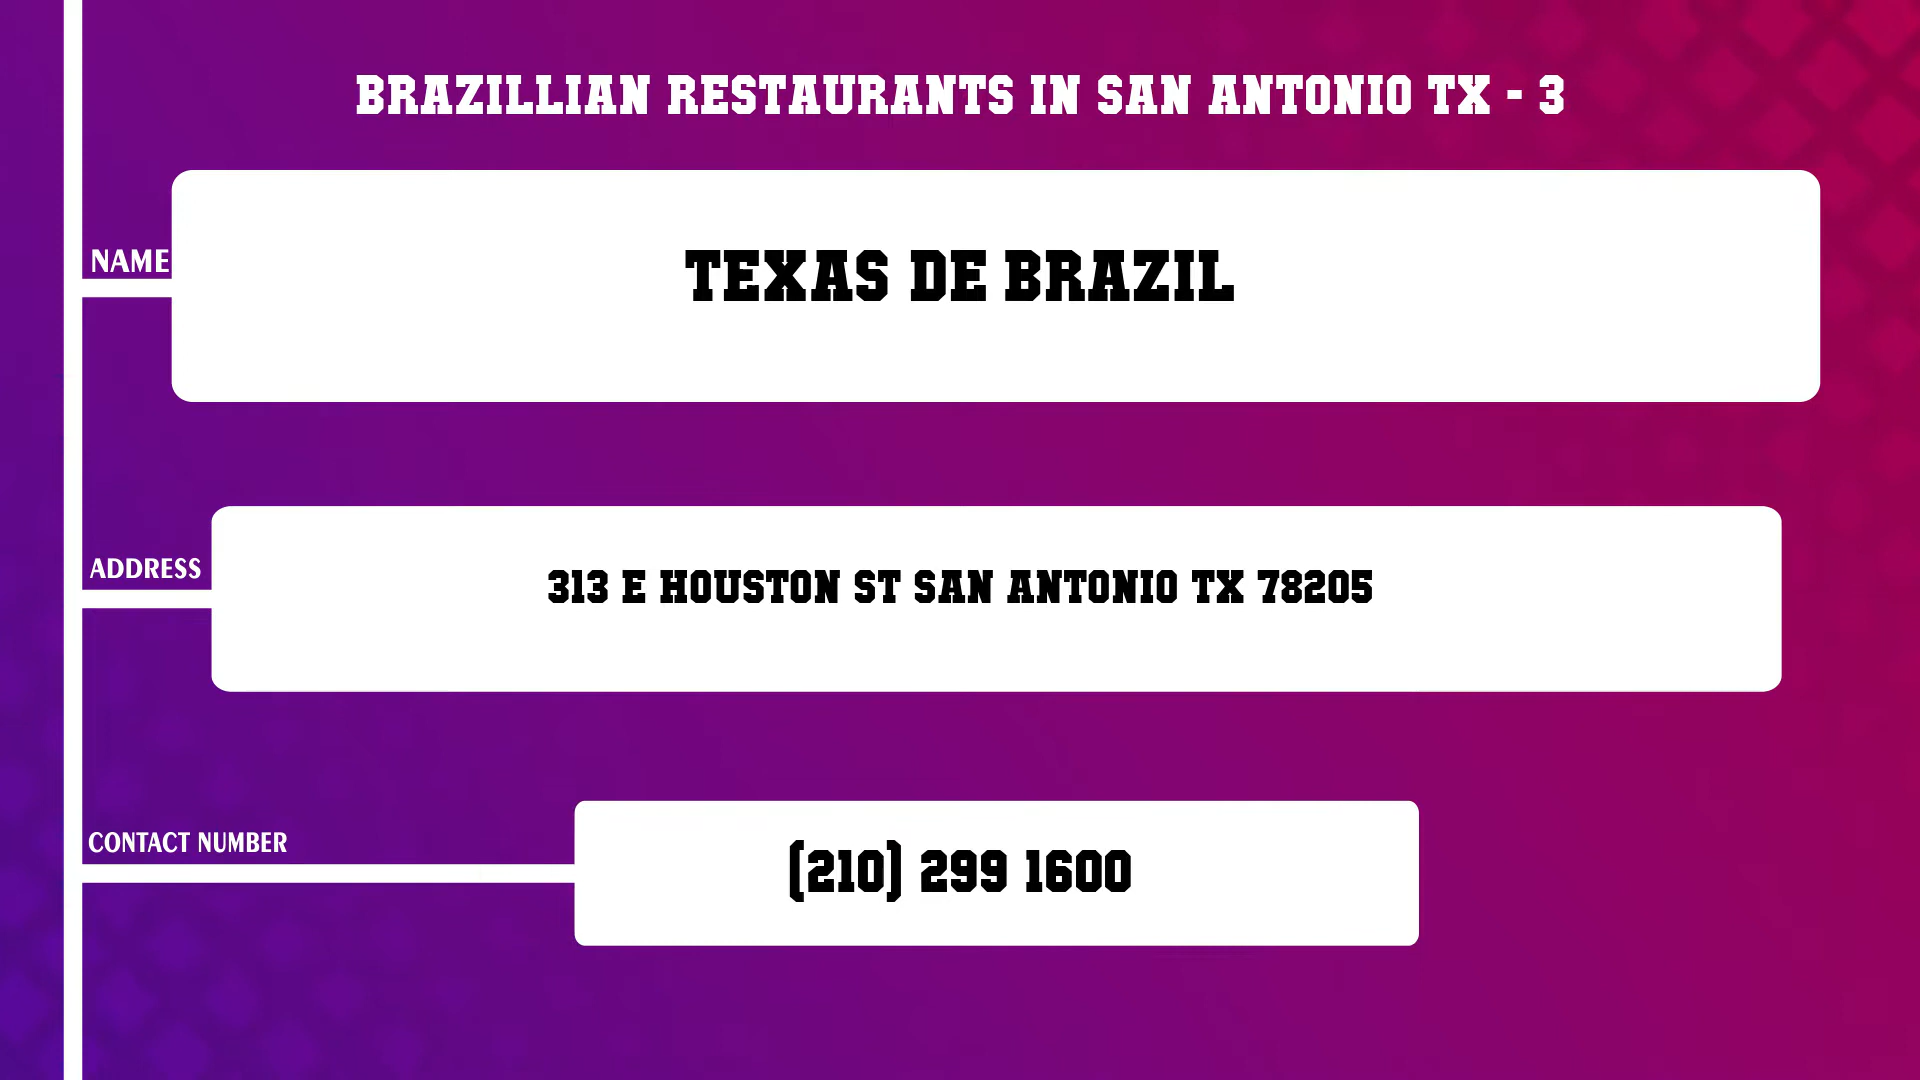 BRAZILLIAN RESTAURANTS IN SAN ANTONIO TX - 3
NAME
TEXAS DE BRAZIL
ADDRESS
313 E HOUSTON ST SAN ANTONIO TX 78205
CONTACT NUMBER
(210) 299 1600